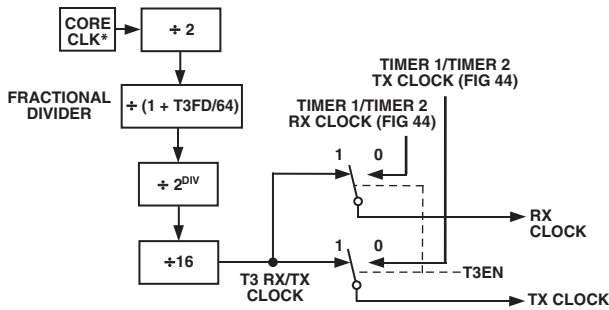 CORE
CLK*
÷ 2
FRACTIONAL
DIVIDER
÷ (1 + T3FD/64)
÷ 2^DIV
÷16
T3 RX/TX
CLOCK
TIMER 1/TIMER 2
TX CLOCK (FIG 44)
TIMER 1/TIMER 2
RX CLOCK (FIG 44)
1 0
RX
CLOCK
1 0
T3EN
TX CLOCK